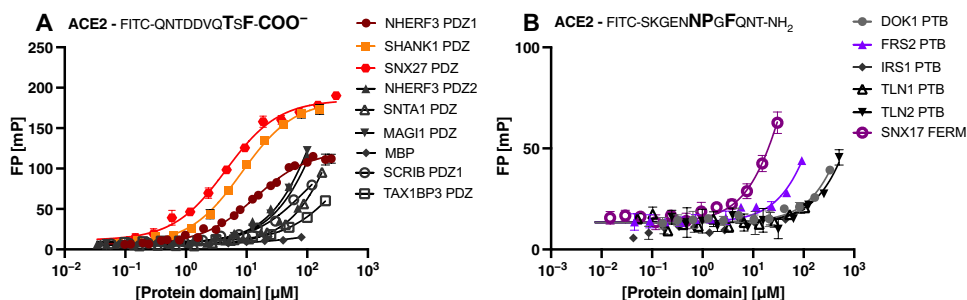 A ACE2 - FITC-QNTDDVQTSF-COO⁻
FP [mP]
250
200
150
100
50
0
10⁻² 10⁻¹ 10⁰ 10¹ 10² 10³
[Protein domain] [µM]
NHERF3 PDZ1
SHANK1 PDZ
SNX27 PDZ
NHERF3 PDZ2
SNTA1 PDZ
MAGI1 PDZ
MBP
SCRIB PDZ1
TAX1BP3 PDZ
B ACE2 - FITC-SKGENNPGFQNT-NH₂
FP [mP]
100
50
0
10⁻³ 10⁻² 10⁻¹ 10⁰ 10¹ 10² 10³
[Protein domain] [µM]
DOK1 PTB
FRS2 PTB
IRS1 PTB
TLN1 PTB
TLN2 PTB
SNX17 FERM